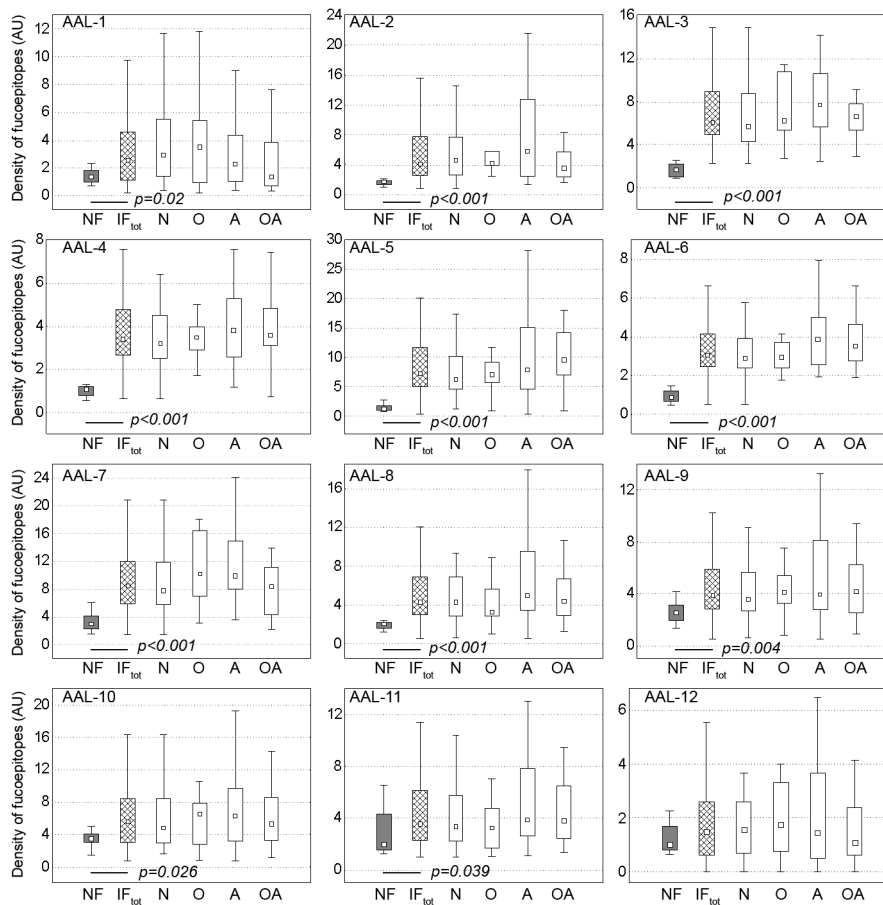 Density of fucoepitopes (AU)
AAL-1
12
10
8
6
4
2
0
p=0.02
NF IFtot N O A OA
AAL-2
24
20
16
12
8
4
0
p<0.001
NF IFtot N O A OA
AAL-3
16
12
8
4
0
p<0.001
NF IFtot N O A OA
Density of fucoepitopes (AU)
AAL-4
8
6
4
2
0
p<0.001
NF IFtot N O A OA
AAL-5
30
25
20
15
10
5
0
p<0.001
NF IFtot N O A OA
AAL-6
8
6
4
2
0
p<0.001
NF IFtot N O A OA
Density of fucoepitopes (AU)
AAL-7
24
20
16
12
8
4
0
p<0.001
NF IFtot N O A OA
AAL-8
16
12
8
4
0
p<0.001
NF IFtot N O A OA
AAL-9
12
8
4
0
p=0.004
NF IFtot N O A OA
Density of fucoepitopes (AU)
AAL-10
20
16
12
8
4
0
p=0.026
NF IFtot N O A OA
AAL-11
12
8
4
0
p=0.039
NF IFtot N O A OA
AAL-12
6
4
2
0
NF IFtot N O A OA